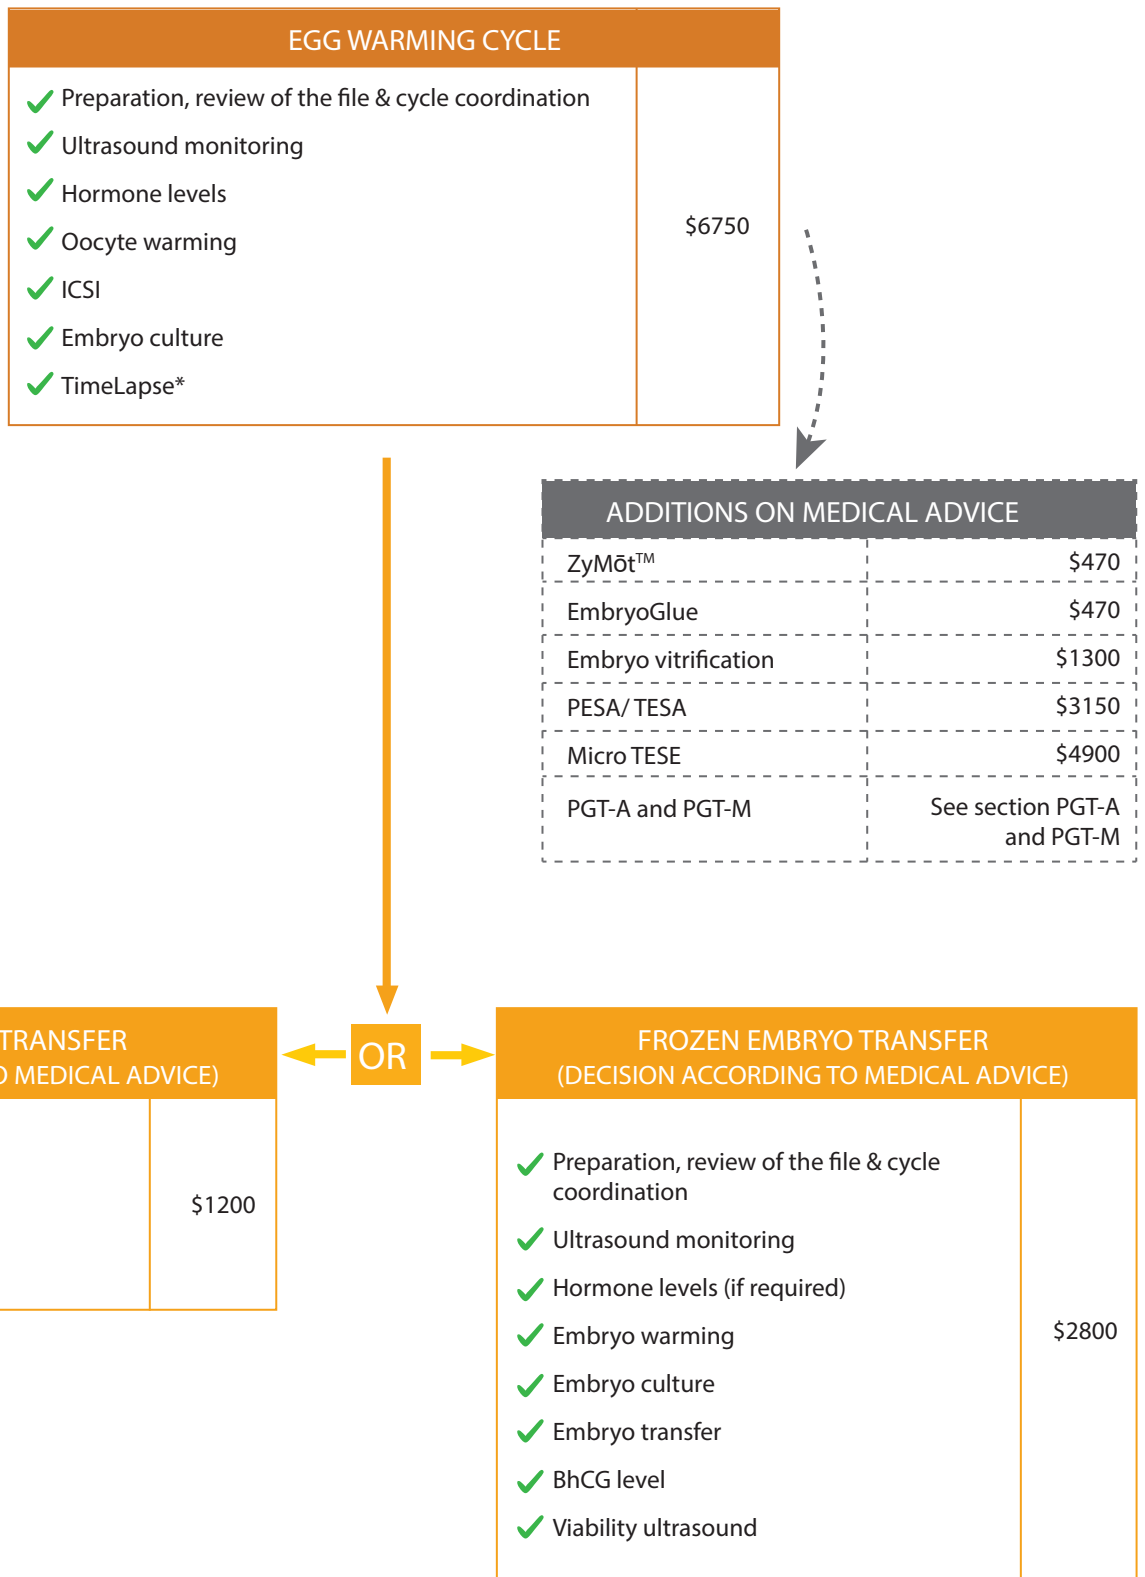 EGG WARMING CYCLE
Preparation, review of the file & cycle coordination
Ultrasound monitoring
Hormone levels
Oocyte warming
ICSI
Embryo culture
TimeLapse*
$6750
ADDITIONS ON MEDICAL ADVICE
ZyMōt™ $470
EmbryoGlue $470
Embryo vitrification $1300
PESA/ TESA $3150
Micro TESE $4900
PGT-A and PGT-M See section PGT-A
and PGT-M
TRANSFER
MEDICAL ADVICE)
$1200
OR
FROZEN EMBRYO TRANSFER
(DECISION ACCORDING TO MEDICAL ADVICE)
Preparation, review of the file & cycle
coordination
Ultrasound monitoring
Hormone levels (if required)
Embryo warming
Embryo culture
Embryo transfer
BhCG level
Viability ultrasound
$2800